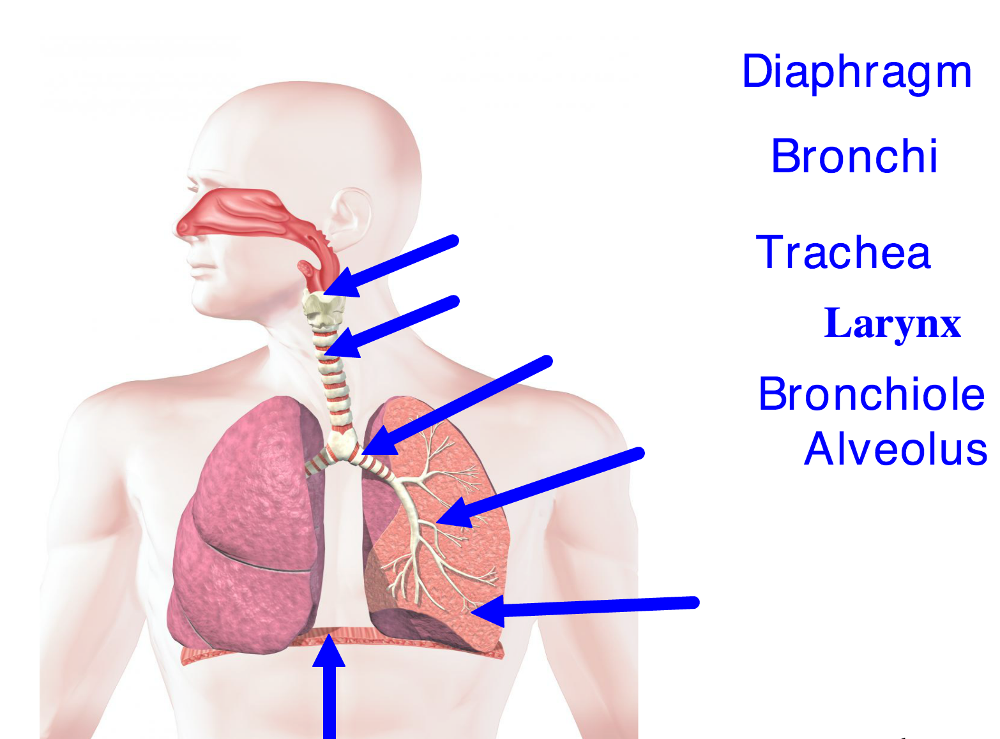 Diaphragm
Bronchi
Trachea
Larynx
Bronchiole
Alveolus